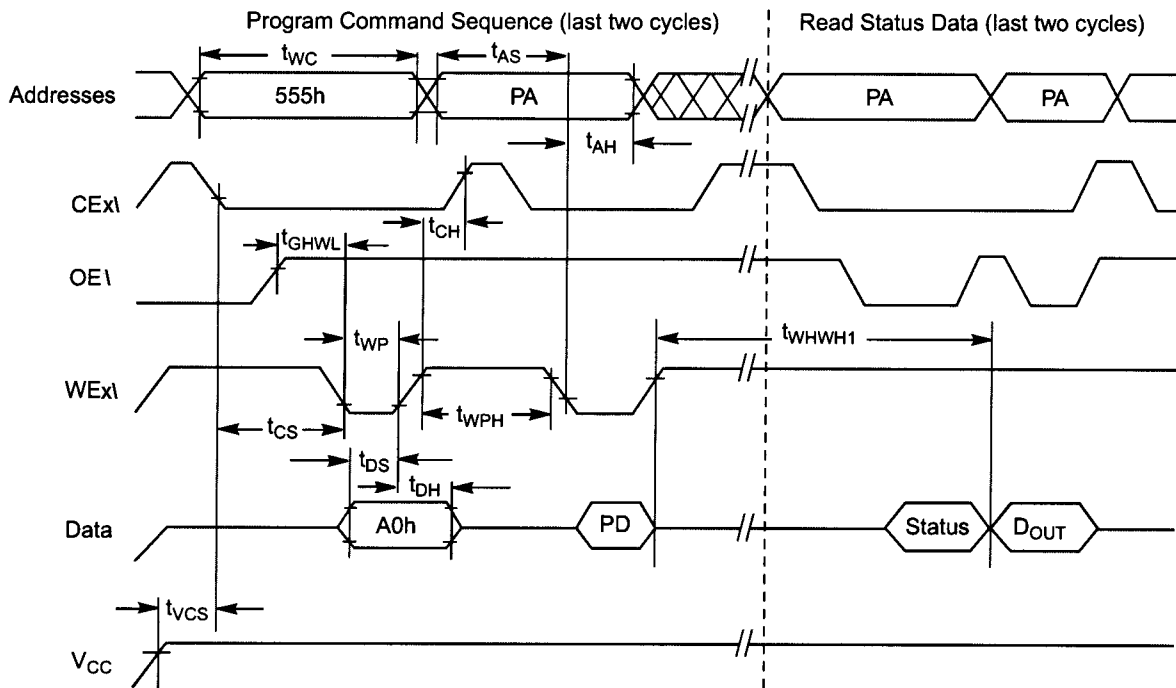 Program Command Sequence (last two cycles)
Read Status Data (last two cycles)
tWC
tAS
Addresses
555h
PA
PA
PA
tAH
CEx\
tCH
tGHWL
OE\
tWP
tWHWH1
WEx\
tCS
tWPH
tDS
tDH
Data
A0h
PD
Status
DOUT
tVCS
VCC